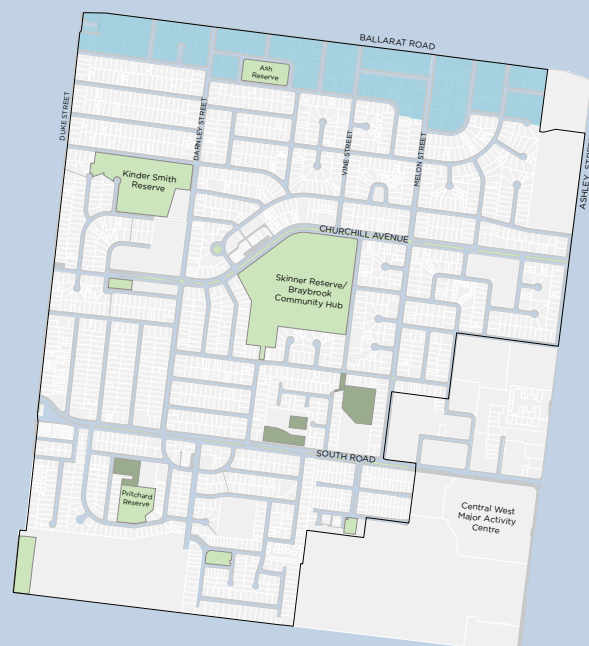 BALLARAT ROAD
Ash
Reserve
DUKE STREET
DARNLEY STREET
VINE STREET
MELON STREET
ASHLEY
Kinder Smith
Reserve
CHURCHILL AVENUE
Skinner Reserve/
Braybrook
Community Hub
SOUTH ROAD
Pritchard
Reserve
Central West
Major Activity
Centre